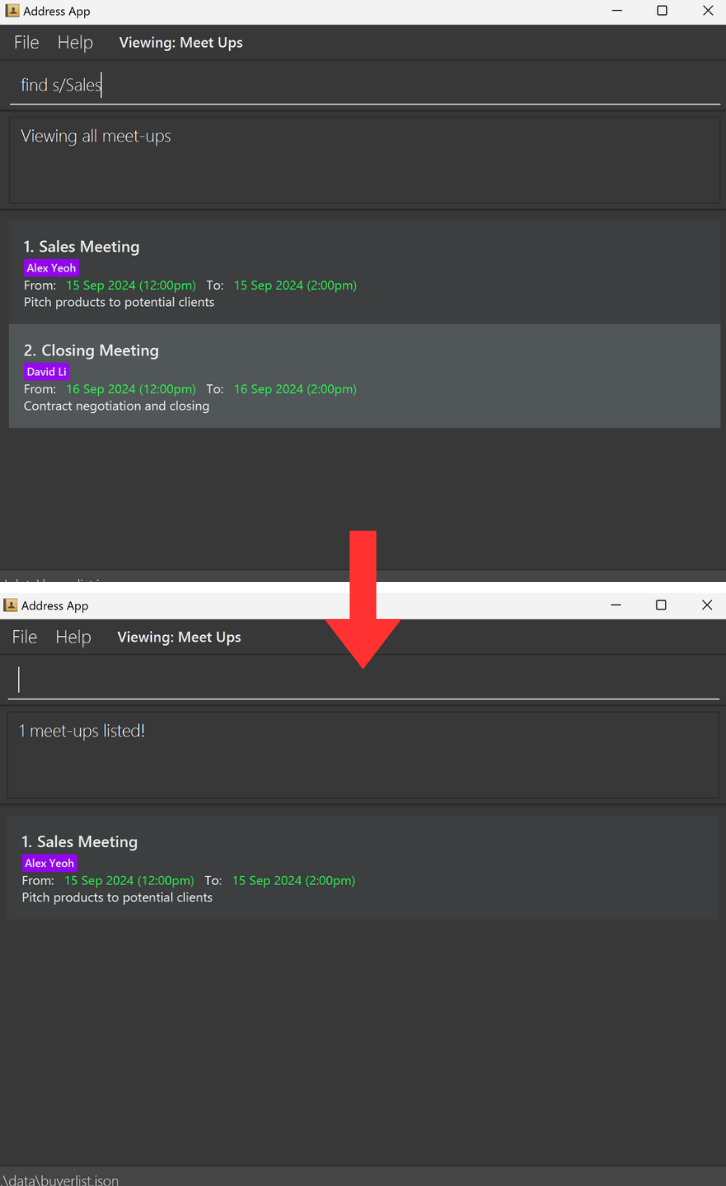 Address App
File Help Viewing: Meet Ups
find s/Sales
Viewing all meet-ups
1. Sales Meeting
Alex Yeoh
From: 15 Sep 2024 (12:00pm) To: 15 Sep 2024 (2:00pm)
Pitch products to potential clients
2. Closing Meeting
David Li
From: 16 Sep 2024 (12:00pm) To: 16 Sep 2024 (2:00pm)
Contract negotiation and closing
Address App
File Help Viewing: Meet Ups
1 meet-ups listed!
1. Sales Meeting
Alex Yeoh
From: 15 Sep 2024 (12:00pm) To: 15 Sep 2024 (2:00pm)
Pitch products to potential clients
.\data\buyerlist.json